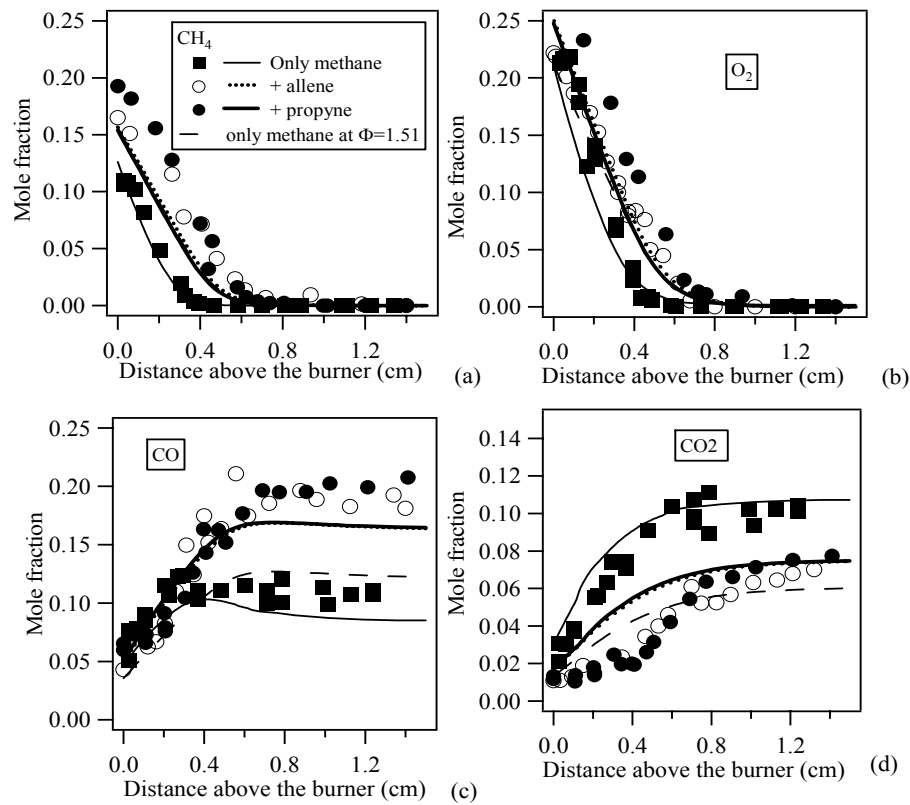 0.25
0.20
0.15
0.10
0.05
0.00
Mole fraction
CH4
Only methane
+ allene
+ propyne
only methane at Φ=1.51
0.0 0.4 0.8 1.2
Distance above the burner (cm)
(a)
0.25
0.20
0.15
0.10
0.05
0.00
Mole fraction
O2
0.0 0.4 0.8 1.2
Distance above the burner (cm)
(b)
0.25
0.20
0.15
0.10
0.05
0.00
Mole fraction
CO
0.0 0.4 0.8 1.2
Distance above the burner (cm)
(c)
0.14
0.12
0.10
0.08
0.06
0.04
0.02
0.00
Mole fraction
CO2
0.0 0.4 0.8 1.2
Distance above the burner (cm)
(d)